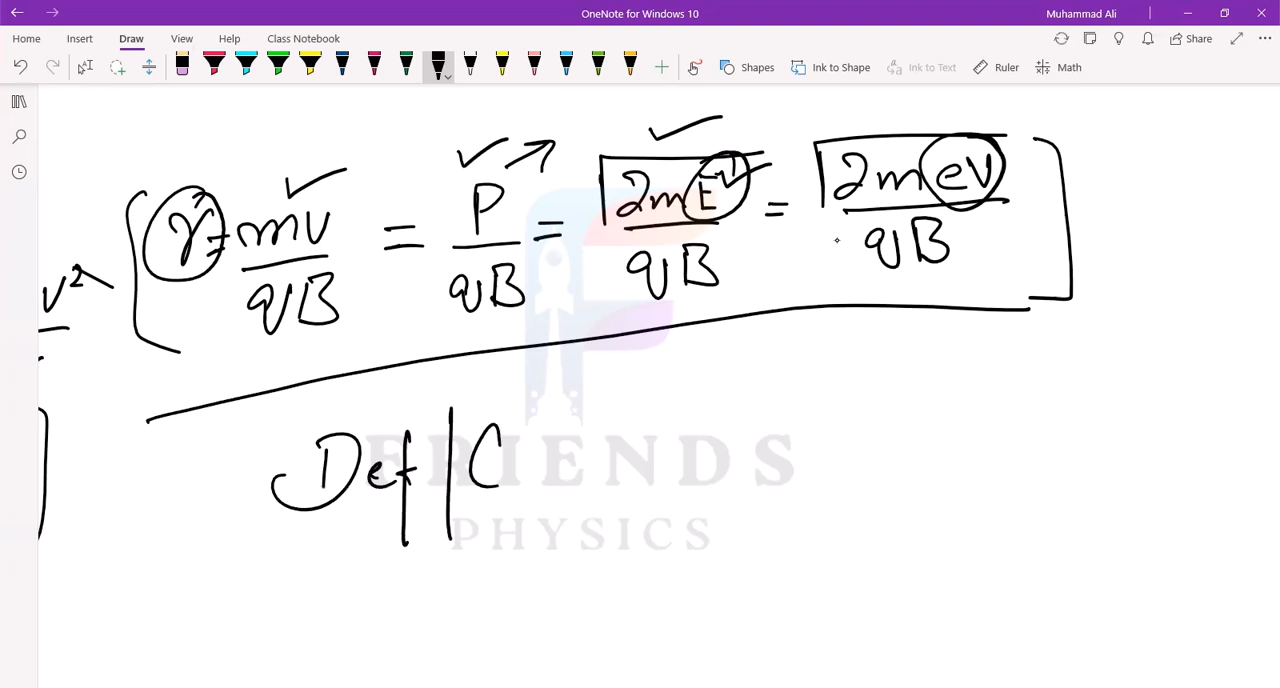 OneNote for Windows 10
Muhammad Ali
Home Insert Draw View Help Class Notebook
Share
Shapes Ink to Shape Ink to Text Ruler Math
r = mv/qB = P/qB = √2mE/qB = √2meV/qB
v²
Def | C
FRIENDS
PHYSICS